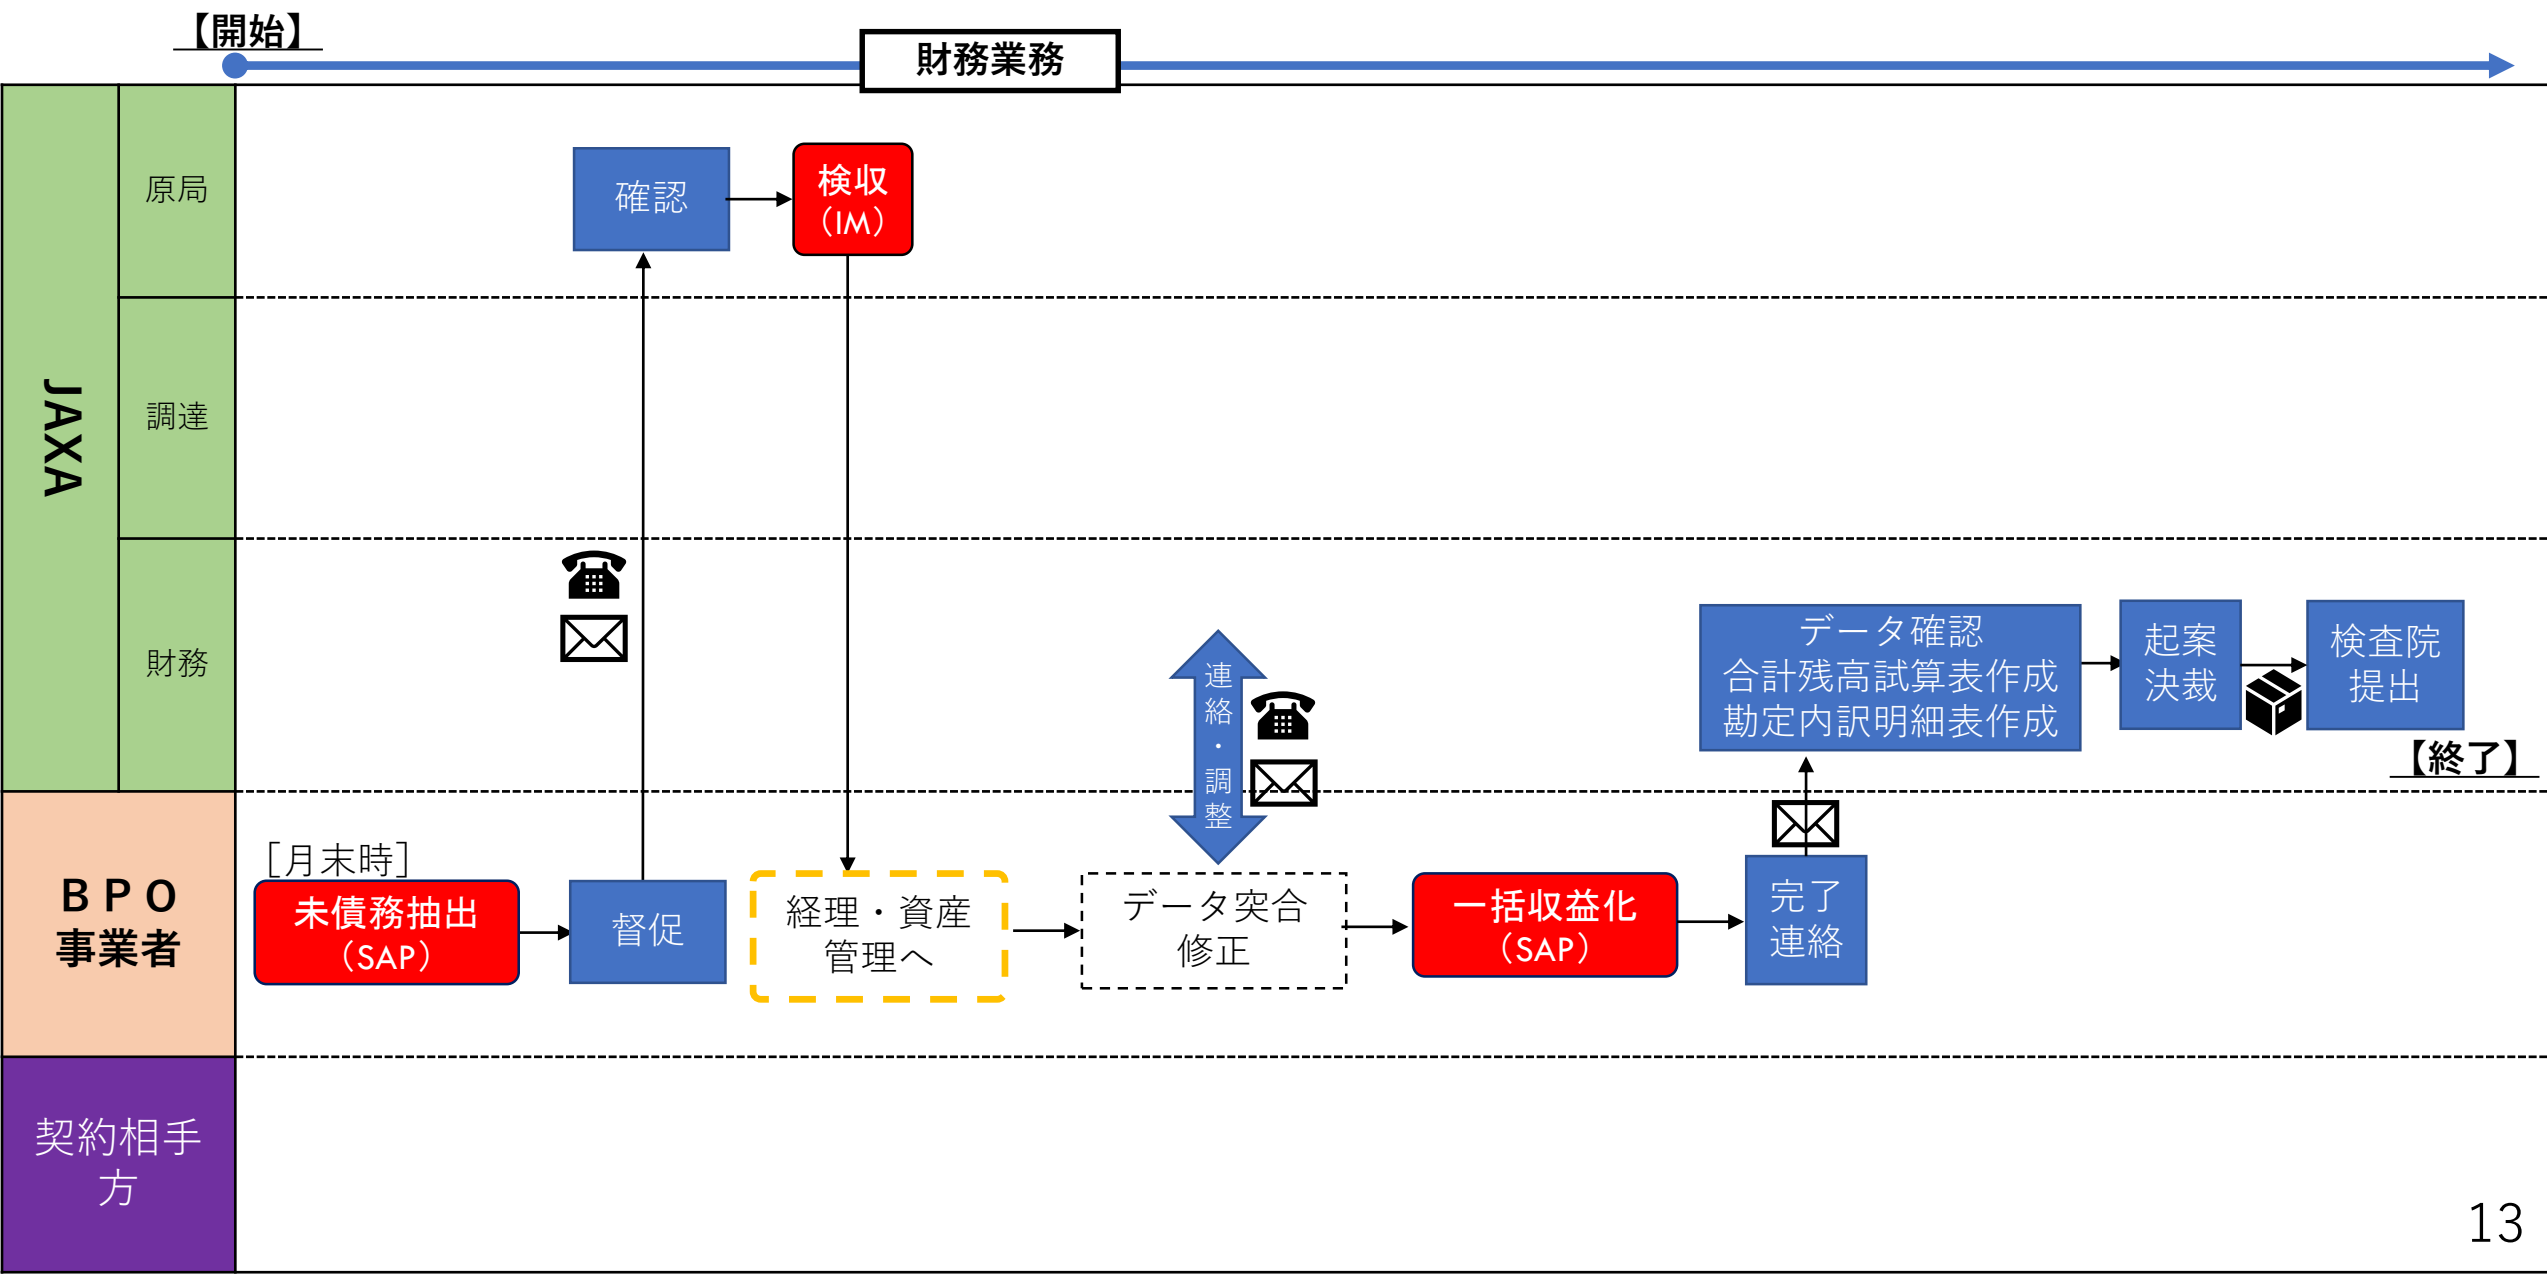 【開始】
財務業務
JAXA
原局
確認
検収
（IM）
調達
財務
連絡・調整
データ確認
合計残高試算表作成
勘定内訳明細表作成
起案
決裁
検査院
提出
【終了】
ＢＰＯ
事業者
［月末時］
未債務抽出
（SAP）
督促
経理・資産
管理へ
データ突合
修正
一括収益化
（SAP）
完了
連絡
契約相手
方
13